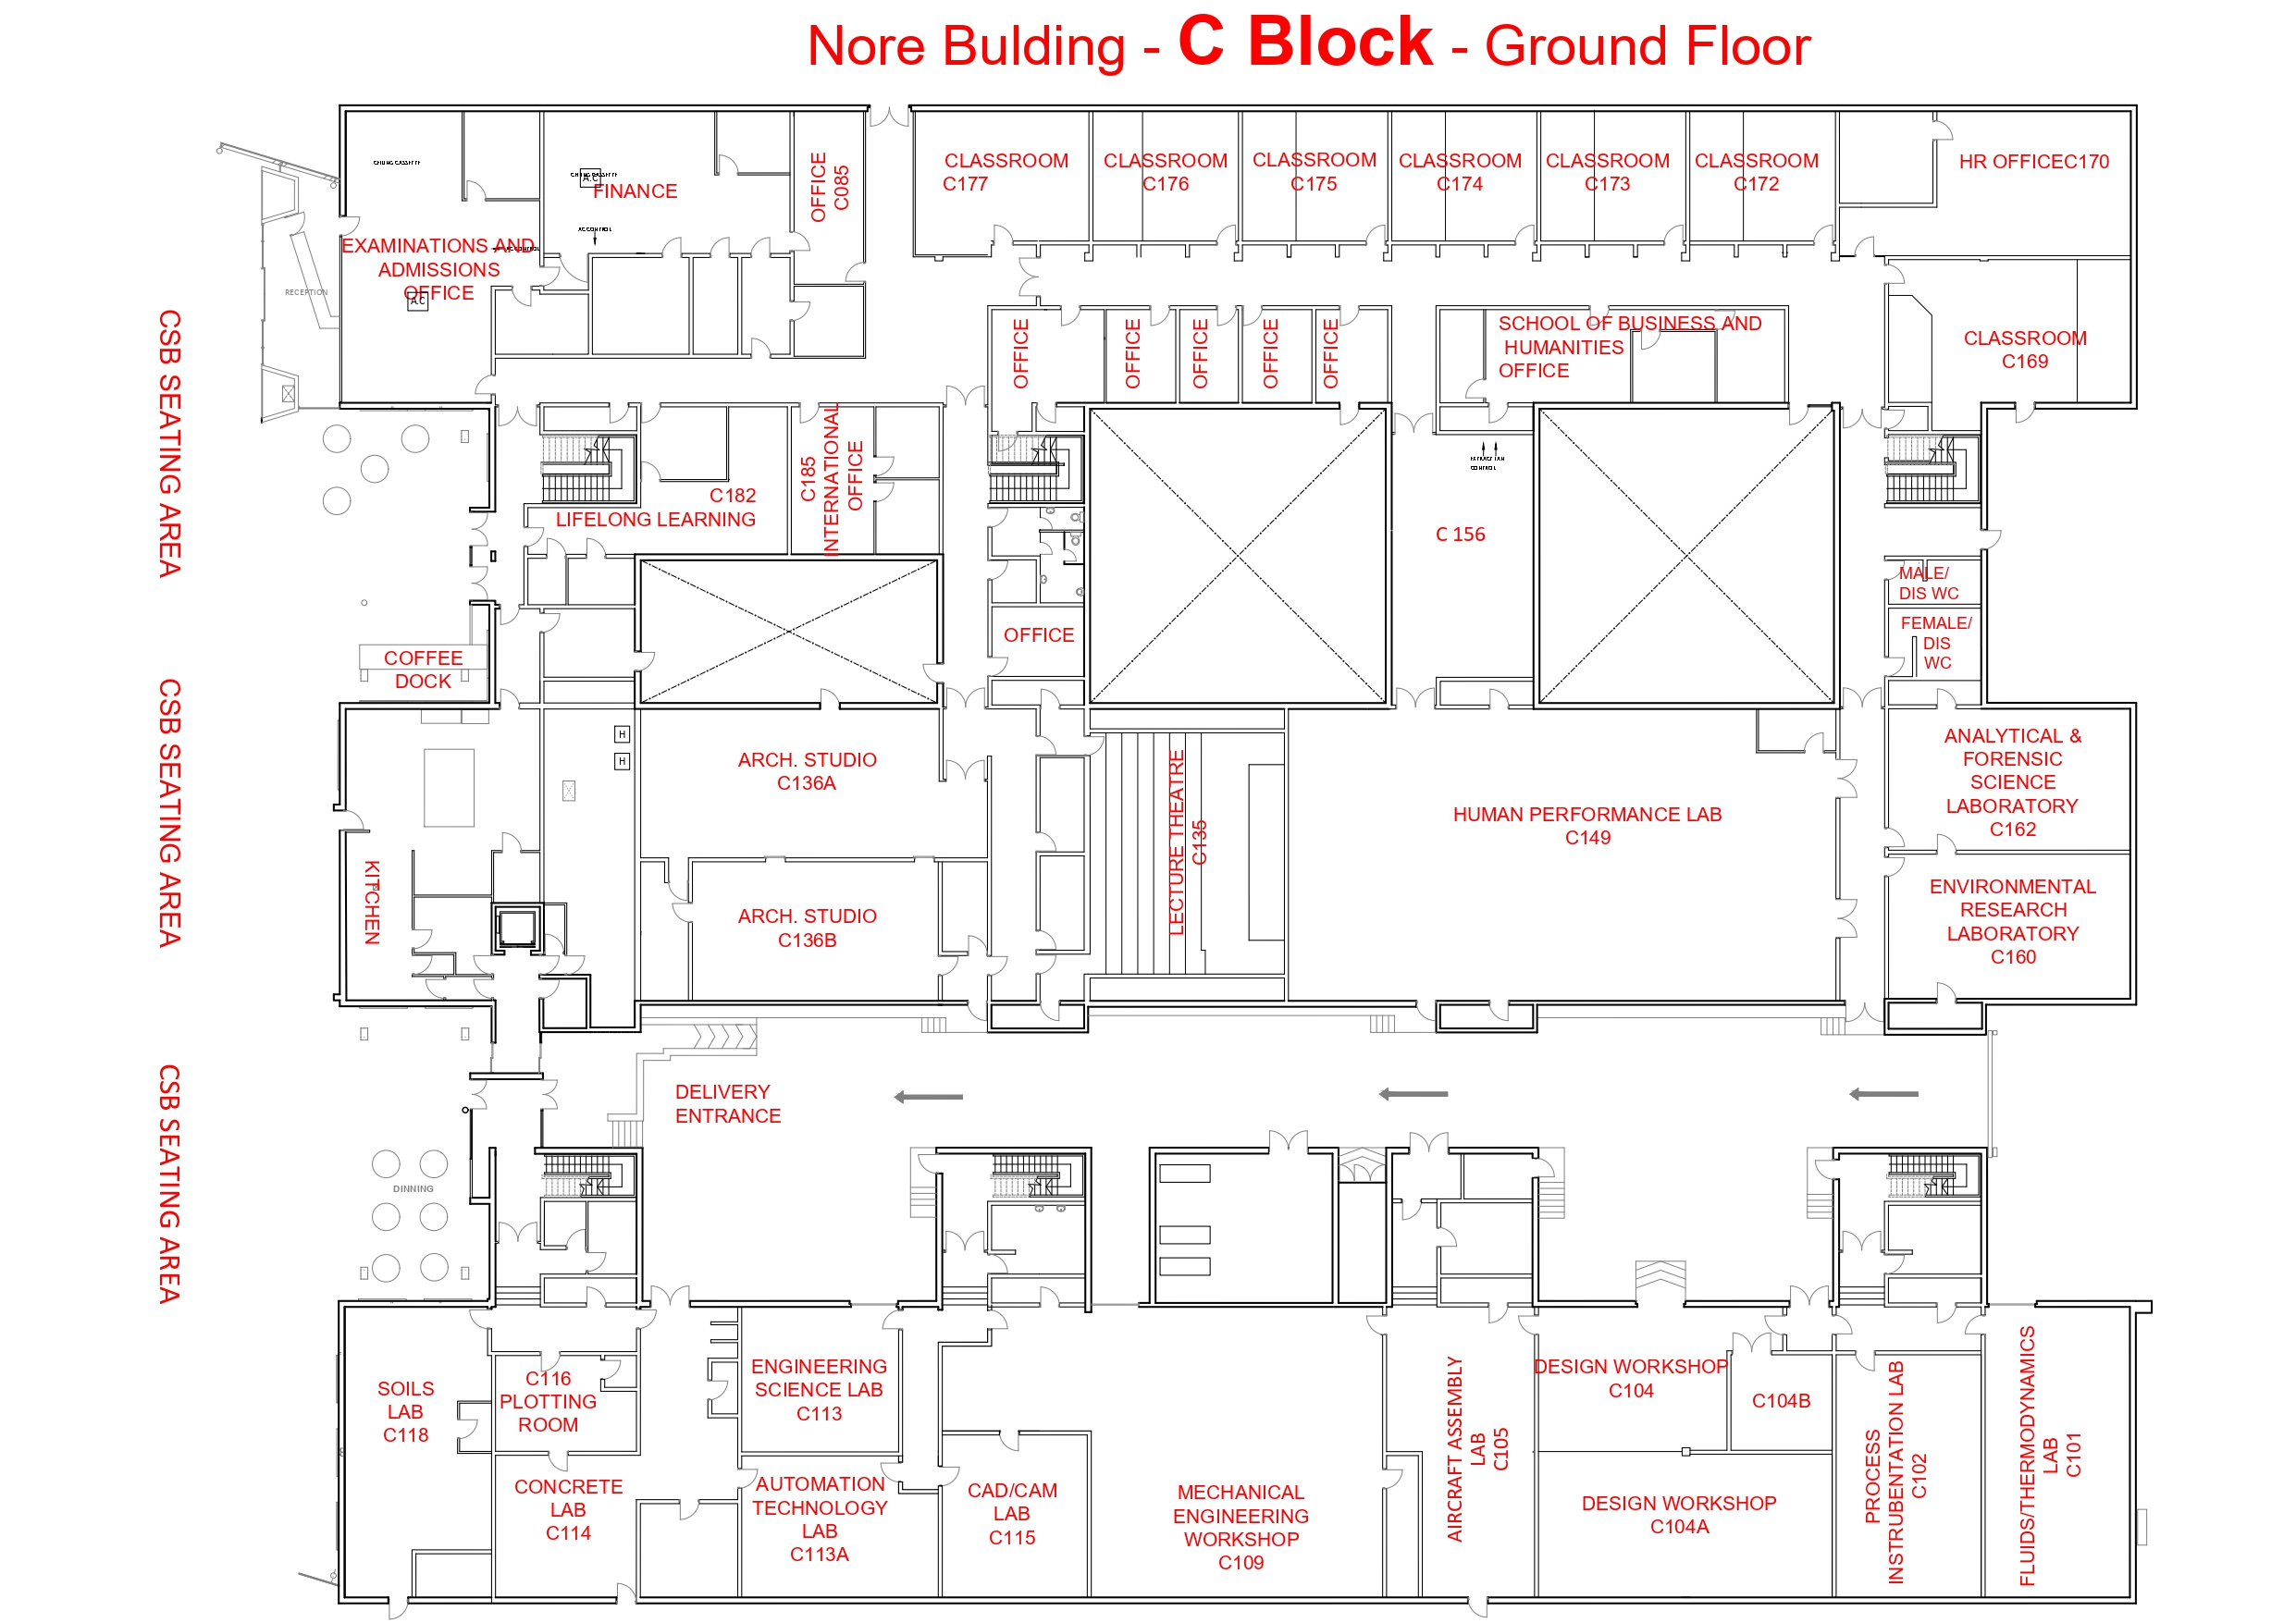 Nore Bulding - C Block - Ground Floor
EXAMINATIONS AND
ADMISSIONS
OFFICE
A.C
RECEPTION
A.C
FINANCE
AC CONTROL
OFFICE
C085
CLASSROOM
C177
CLASSROOM
C176
CLASSROOM
C175
CLASSROOM
C174
CLASSROOM
C173
CLASSROOM
C172
HR OFFICEC170
CLASSROOM
C169
OFFICE
OFFICE
OFFICE
OFFICE
OFFICE
SCHOOL OF BUSINESS AND
HUMANITIES
OFFICE
CSB SEATING AREA
C182
LIFELONG LEARNING
C185
INTERNATIONAL
OFFICE
CONTROL
C 156
MALE/
DIS WC
FEMALE/
DIS
WC
OFFICE
COFFEE
DOCK
CSB SEATING AREA
KITCHEN
H
H
ARCH. STUDIO
C136A
ARCH. STUDIO
C136B
LECTURE THEATRE
C135
HUMAN PERFORMANCE LAB
C149
ANALYTICAL &
FORENSIC
SCIENCE
LABORATORY
C162
ENVIRONMENTAL
RESEARCH
LABORATORY
C160
CSB SEATING AREA
DELIVERY
ENTRANCE
DINNING
SOILS
LAB
C118
C116
PLOTTING
ROOM
CONCRETE
LAB
C114
ENGINEERING
SCIENCE LAB
C113
AUTOMATION
TECHNOLOGY
LAB
C113A
CAD/CAM
LAB
C115
MECHANICAL
ENGINEERING
WORKSHOP
C109
AIRCRAFT ASSEMBLY
LAB
C105
DESIGN WORKSHOP
C104
C104B
DESIGN WORKSHOP
C104A
PROCESS
INSTRUBENTATION LAB
C102
FLUIDS/THERMODYNAMICS
LAB
C101